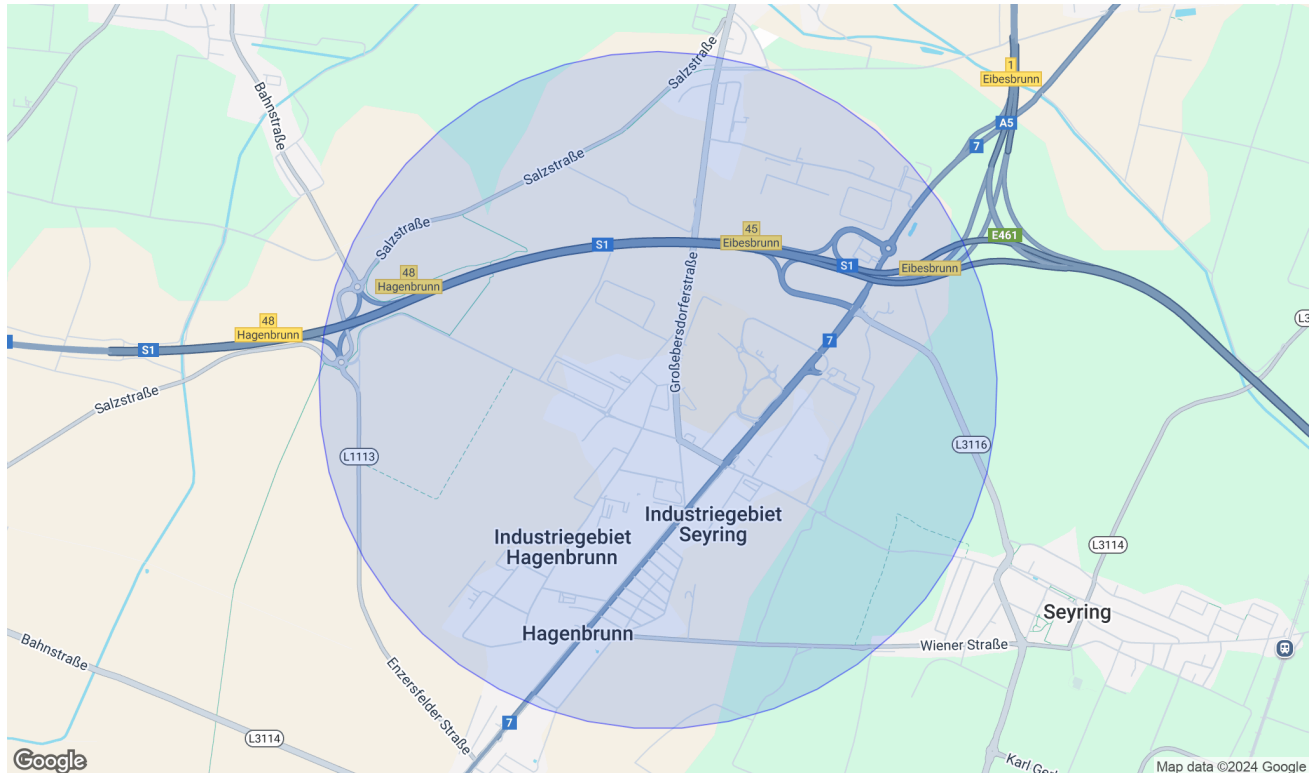 Salzstraße
1
Eibesbrunn
Bahnstraße
A5
7
Salzstraße
Salzstraße
45
Eibesbrunn
E461
S1
S1
Eibesbrunn
48
Hagenbrunn
48
Hagenbrunn
Großebersdorferstraße
L3
7
S1
Salzstraße
L3116
L1113
Industriegebiet
Seyring
Industriegebiet
Hagenbrunn
L3114
Seyring
Hagenbrunn
Wiener Straße
Bahnstraße
Enzersfelder Straße
7
L3114
Google
Karl Ger
Map data ©2024 Google